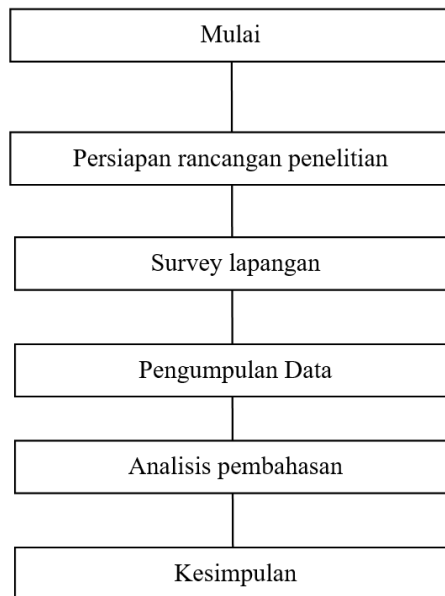 Mulai
Persiapan rancangan penelitian
Survey lapangan
Pengumpulan Data
Analisis pembahasan
Kesimpulan